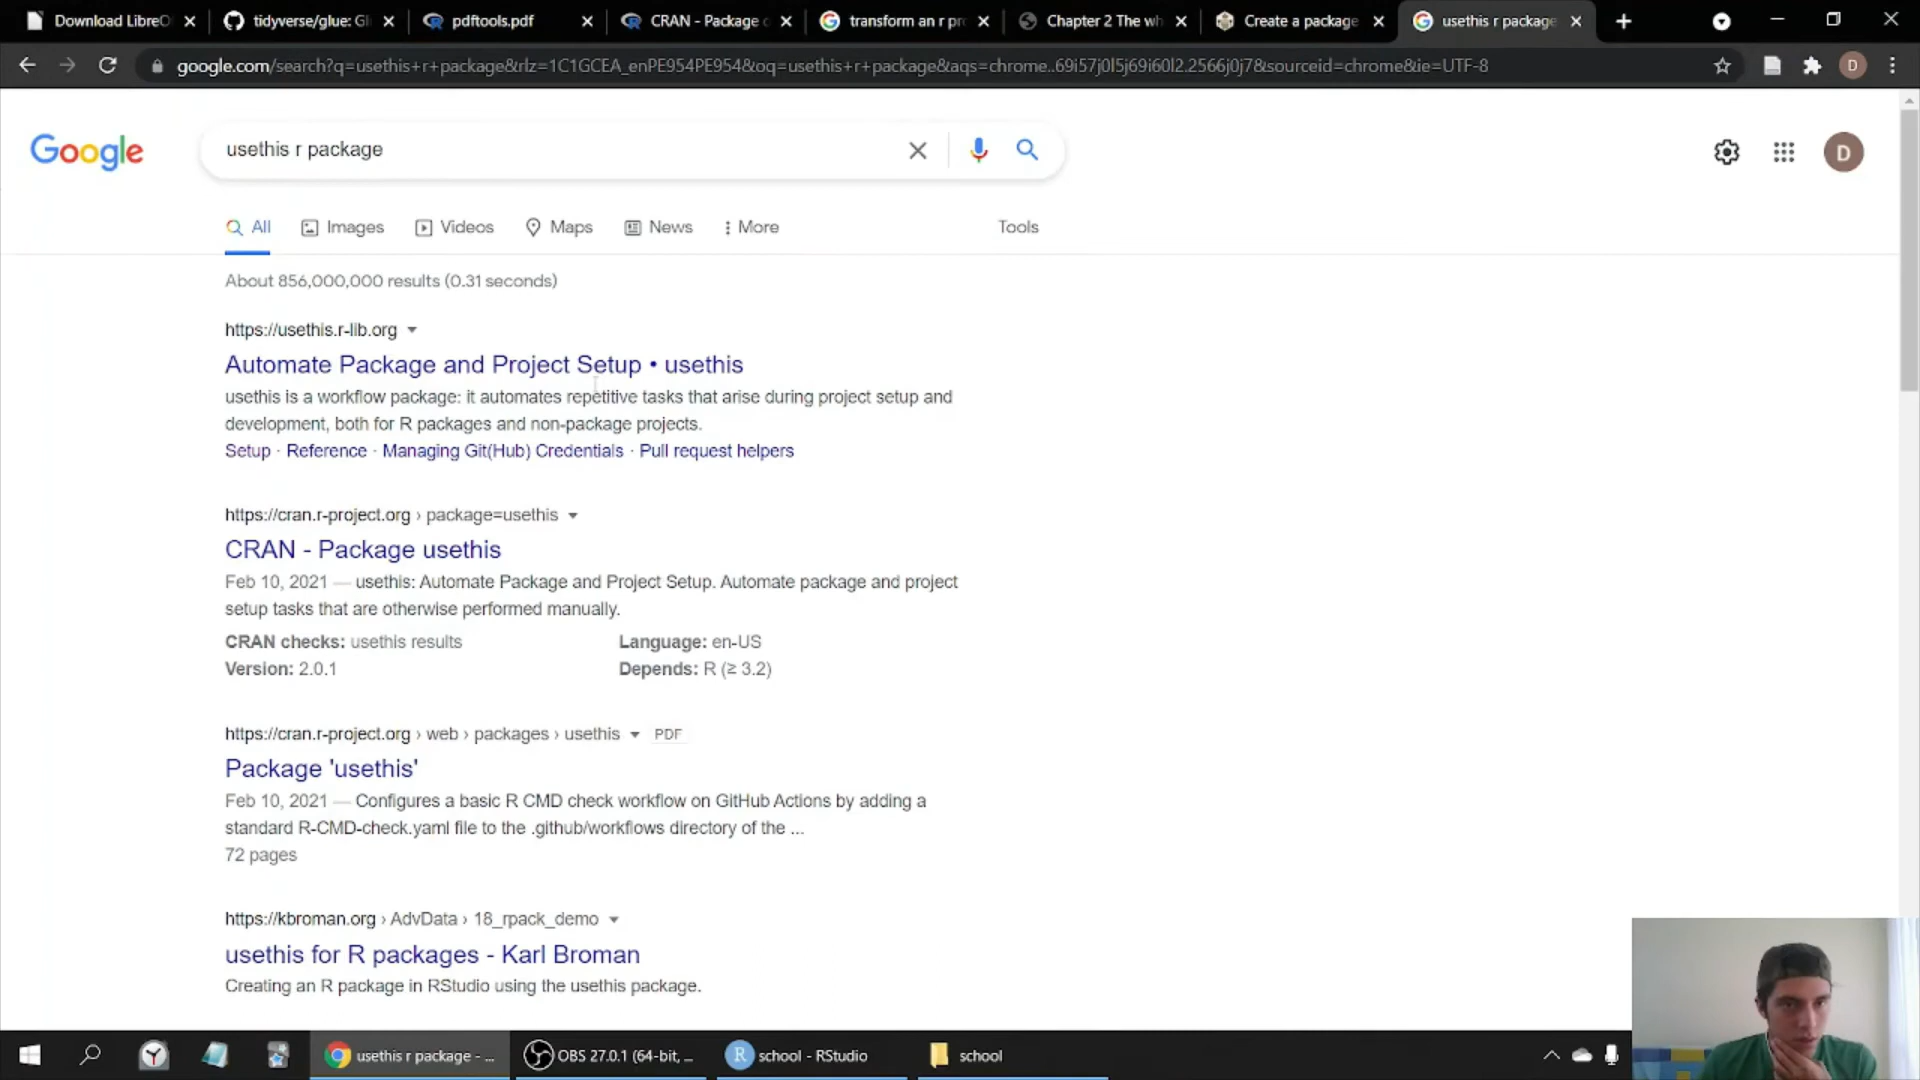 Download LibreO
tidyverse/glue: Gl
pdftools.pdf
CRAN - Package
transform an r pr
Chapter 2 The wh
Create a package
usethis r package
google.com/search?q=usethis+r+package&rlz=1C1GCEA_enPE954PE954&oq=usethis+r+package&aqs=chrome..69i57j0l5j69i60l2.2566j0j7&sourceid=chrome&ie=UTF-8
D
Google
usethis r package
D
All
Images
Videos
Maps
News
More
Tools
About 856,000,000 results (0.31 seconds)
https://usethis.r-lib.org
Automate Package and Project Setup • usethis
usethis is a workflow package: it automates repetitive tasks that arise during project setup and
development, both for R packages and non-package projects.
Setup · Reference · Managing Git(Hub) Credentials · Pull request helpers
https://cran.r-project.org › package=usethis
CRAN - Package usethis
Feb 10, 2021 — usethis: Automate Package and Project Setup. Automate package and project
setup tasks that are otherwise performed manually.
CRAN checks: usethis results
Language: en-US
Version: 2.0.1
Depends: R (≥ 3.2)
https://cran.r-project.org › web › packages › usethis PDF
Package 'usethis'
Feb 10, 2021 — Configures a basic R CMD check workflow on GitHub Actions by adding a
standard R-CMD-check.yaml file to the .github/workflows directory of the ...
72 pages
https://kbroman.org › AdvData › 18_rpack_demo
usethis for R packages - Karl Broman
Creating an R package in RStudio using the usethis package.
usethis r package - ...
OBS 27.0.1 (64-bit, ...
R school - RStudio
school